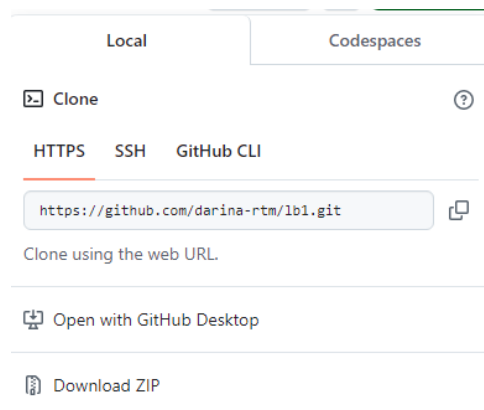 Local Codespaces
Clone
HTTPS SSH GitHub CLI
https://github.com/darina-rtm/lb1.git
Clone using the web URL.
Open with GitHub Desktop
Download ZIP